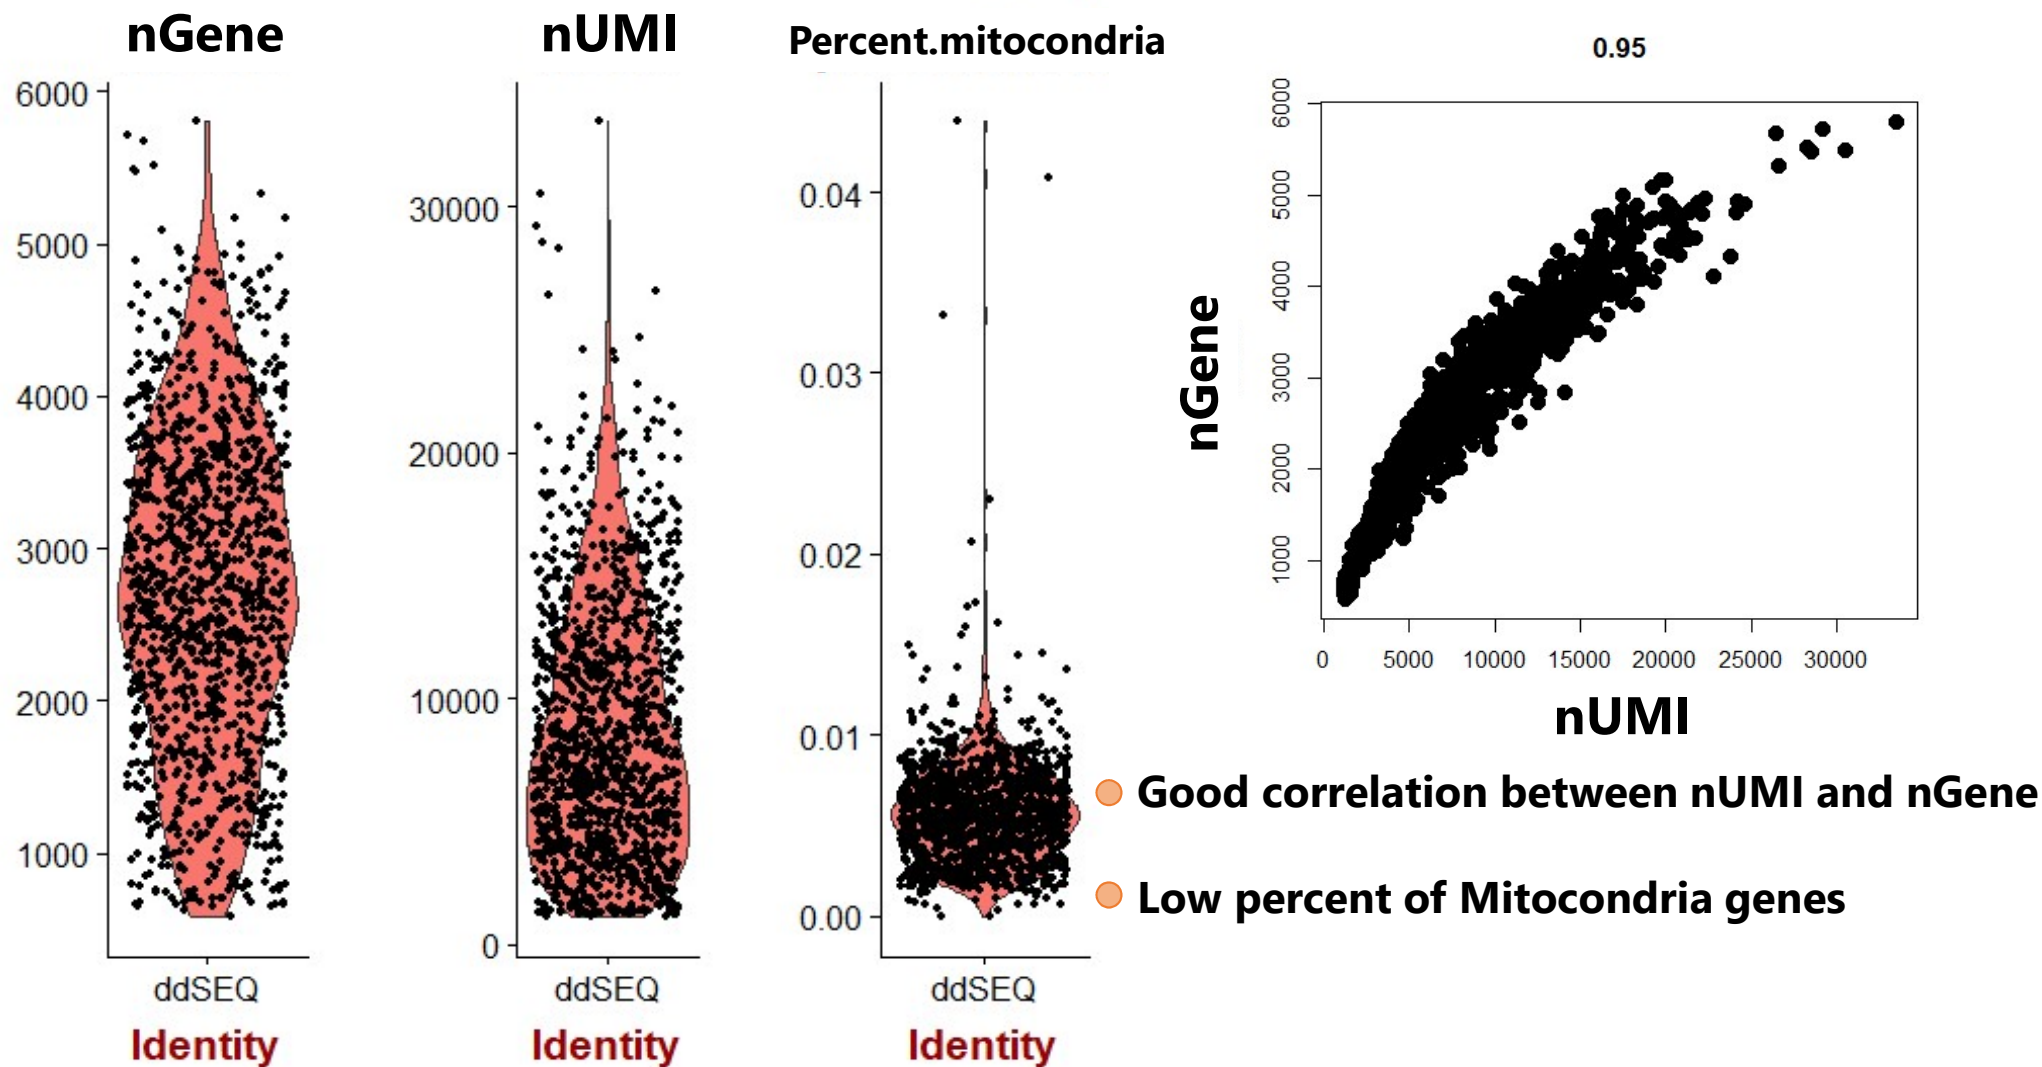 nGene
6000
5000
4000
3000
2000
1000
ddSEQ
Identity
nUMI
30000
20000
10000
0
ddSEQ
Identity
Percent.mitocondria
0.04
0.03
0.02
0.01
0.00
ddSEQ
Identity
0.95
nGene
6000
5000
4000
3000
2000
1000
0 5000 10000 15000 20000 25000 30000
nUMI
Good correlation between nUMI and nGene
Low percent of Mitocondria genes